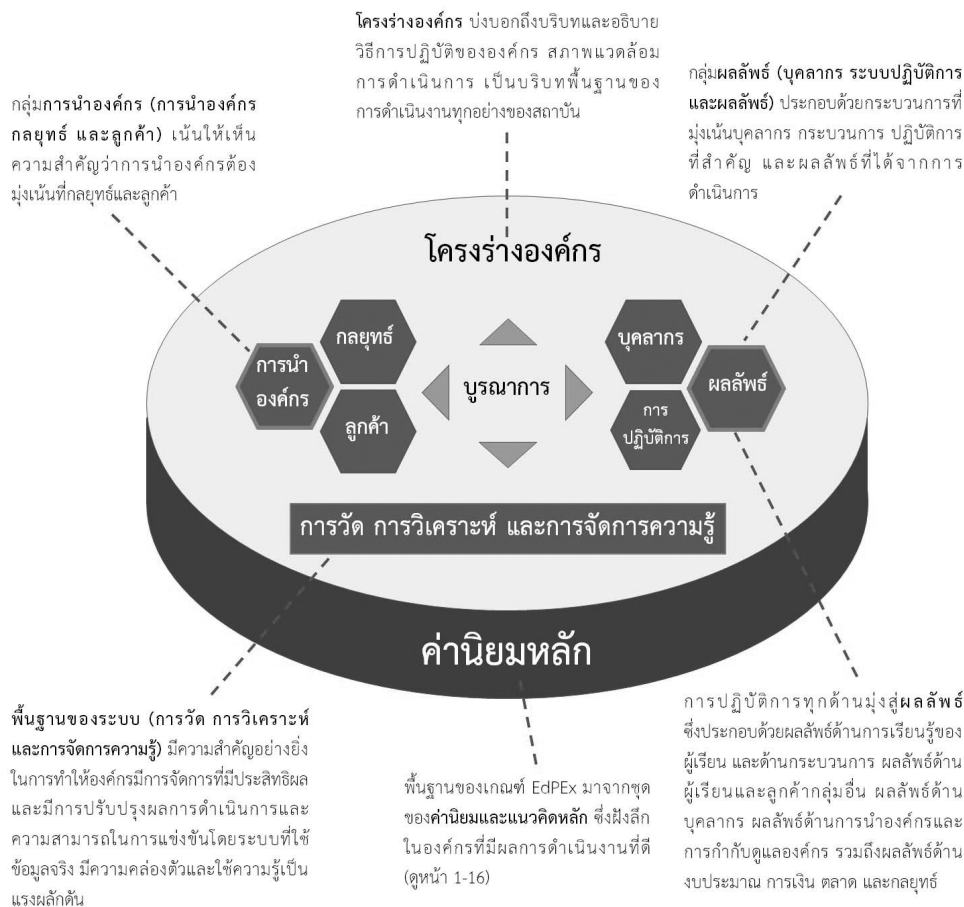 โครงร่างองค์กร บ่งบอกถึงบริบทและอธิบาย
วิธีการปฏิบัติขององค์กร สภาพแวดล้อม
การดำเนินการ เป็นบริบทพื้นฐานของ
การดำเนินงานทุกอย่างของสถาบัน
กลุ่มการนำองค์กร (การนำองค์กร
กลยุทธ์ และลูกค้า) เน้นให้เห็น
ความสำคัญว่าการนำองค์กรต้อง
มุ่งเน้นที่กลยุทธ์และลูกค้า
กลุ่มผลลัพธ์ (บุคลากร ระบบปฏิบัติการ
และผลลัพธ์) ประกอบด้วยกระบวนการที่
มุ่งเน้นบุคลากร กระบวนการ ปฏิบัติการ
ที่สำคัญ และผลลัพธ์ที่ได้จากการ
ดำเนินการ
โครงร่างองค์กร
กลยุทธ์
การนำ
องค์กร
ลูกค้า
บูรณาการ
บุคลากร
ผลลัพธ์
การ
ปฏิบัติการ
การวัด การวิเคราะห์ และการจัดการความรู้
ค่านิยมหลัก
พื้นฐานของระบบ (การวัด การวิเคราะห์
และการจัดการความรู้) มีความสำคัญอย่างยิ่ง
ในการทำให้องค์กรมีการจัดการที่มีประสิทธิผล
และมีการปรับปรุงผลการดำเนินการและ
ความสามารถในการแข่งขันโดยระบบที่ใช้
ข้อมูลจริง มีความคล่องตัวและใช้ความรู้เป็น
แรงผลักดัน
พื้นฐานของเกณฑ์ EdPEx มาจากชุด
ของค่านิยมและแนวคิดหลัก ซึ่งฝังลึก
ในองค์กรที่มีผลการดำเนินงานที่ดี
(ดูหน้า 1-16)
การปฏิบัติการทุกด้านมุ่งสู่ผลลัพธ์
ซึ่งประกอบด้วยผลลัพธ์ด้านการเรียนรู้ของ
ผู้เรียน และด้านกระบวนการ ผลลัพธ์ด้าน
ผู้เรียนและลูกค้ากลุ่มอื่น ผลลัพธ์ด้าน
บุคลากร ผลลัพธ์ด้านการนำองค์กรและ
การกำกับดูแลองค์กร รวมถึงผลลัพธ์ด้าน
งบประมาณ การเงิน ตลาด และกลยุทธ์